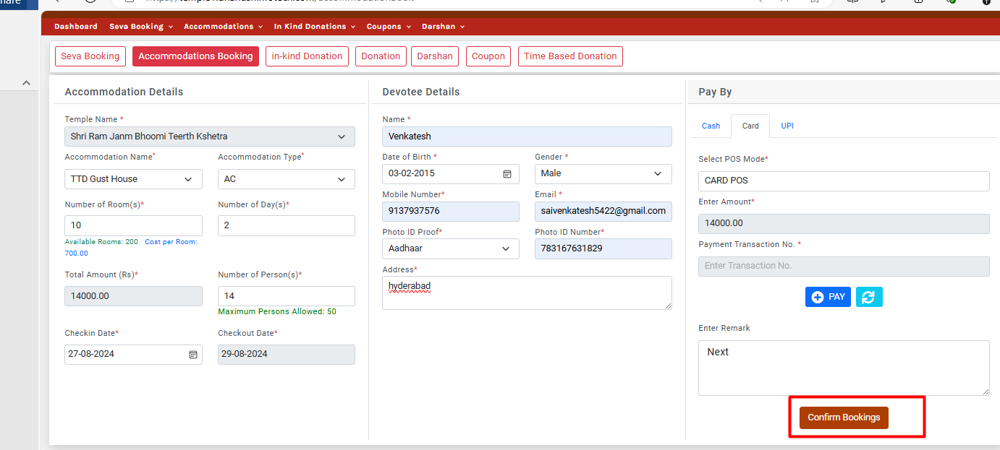 Dashboard Seva Booking Accommodations In Kind Donations Coupons Darshan
Seva Booking Accommodations Booking in-kind Donation Donation Darshan Coupon Time Based Donation
Accommodation Details
Temple Name *
Shri Ram Janm Bhoomi Teerth Kshetra
Accommodation Name* Accommodation Type*
TTD Gust House AC
Number of Room(s)* Number of Day(s)*
10 2
Available Rooms: 200 Cost per Room:
700.00
Total Amount (Rs)* Number of Person(s)*
14000.00 14
Maximum Persons Allowed: 50
Checkin Date* Checkout Date*
27-08-2024 29-08-2024
Devotee Details
Name *
Venkatesh
Date of Birth * Gender *
03-02-2015 Male
Mobile Number* Email *
9137937576 saivenkatesh5422@gmail.com
Photo ID Proof* Photo ID Number*
Aadhaar 783167631829
Address*
hyderabad
Pay By
Cash Card UPI
Select POS Mode*
CARD POS
Enter Amount*
14000.00
Payment Transaction No. *
Enter Transaction No.
PAY
Enter Remark
Next
Confirm Bookings